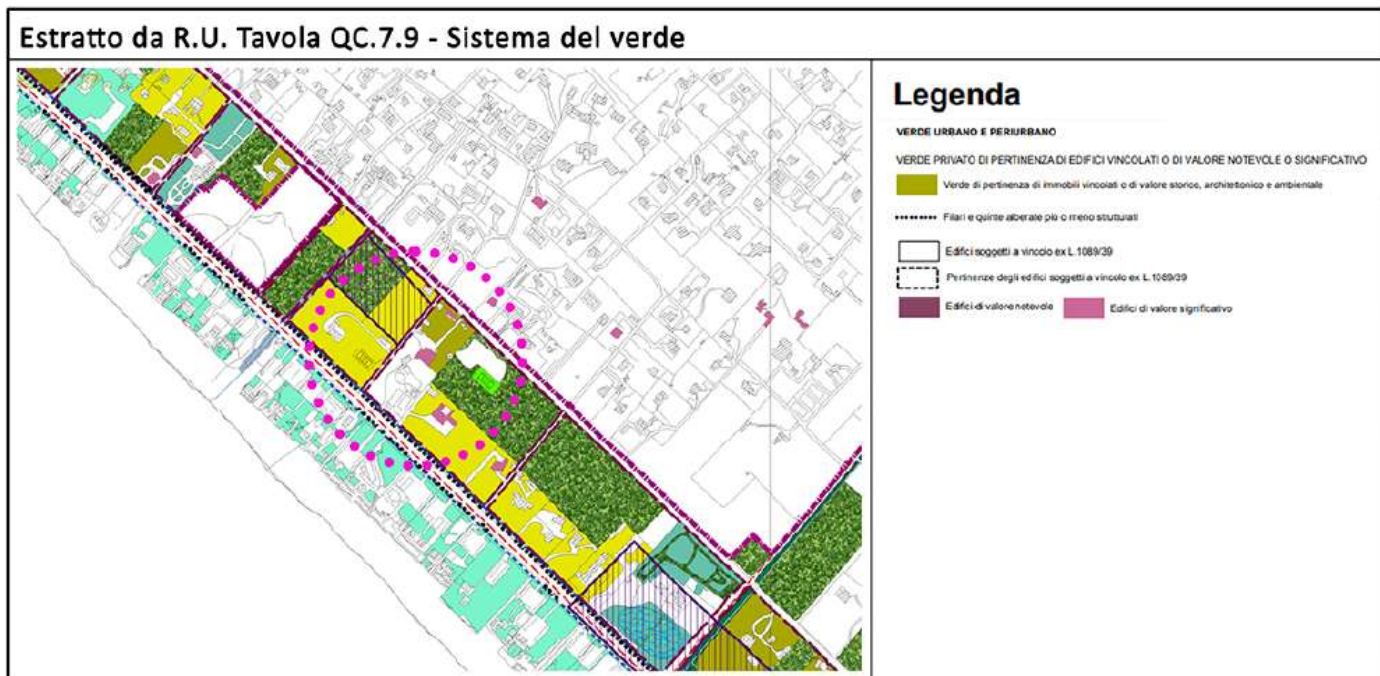 Estratto da R.U. Tavola QC.7.9 - Sistema del verde
Legenda
VERDE URBANO E PERIURBANO
VERDE PRIVATO DI PERTINENZA DI EDIFICI VINCOLATI O DI VALORE NOTEVOLE O SIGNIFICATIVO
Verde di pertinenza di immobili vincolati o di valore storico, architettonico e ambientale
Filari e quinte alberate più o meno strutturati
Edifici soggetti a vincolo ex L.1089/39
Pertinenze degli edifici soggetti a vincolo ex L.1089/39
Edifici di valore notevole
Edifici di valore significativo